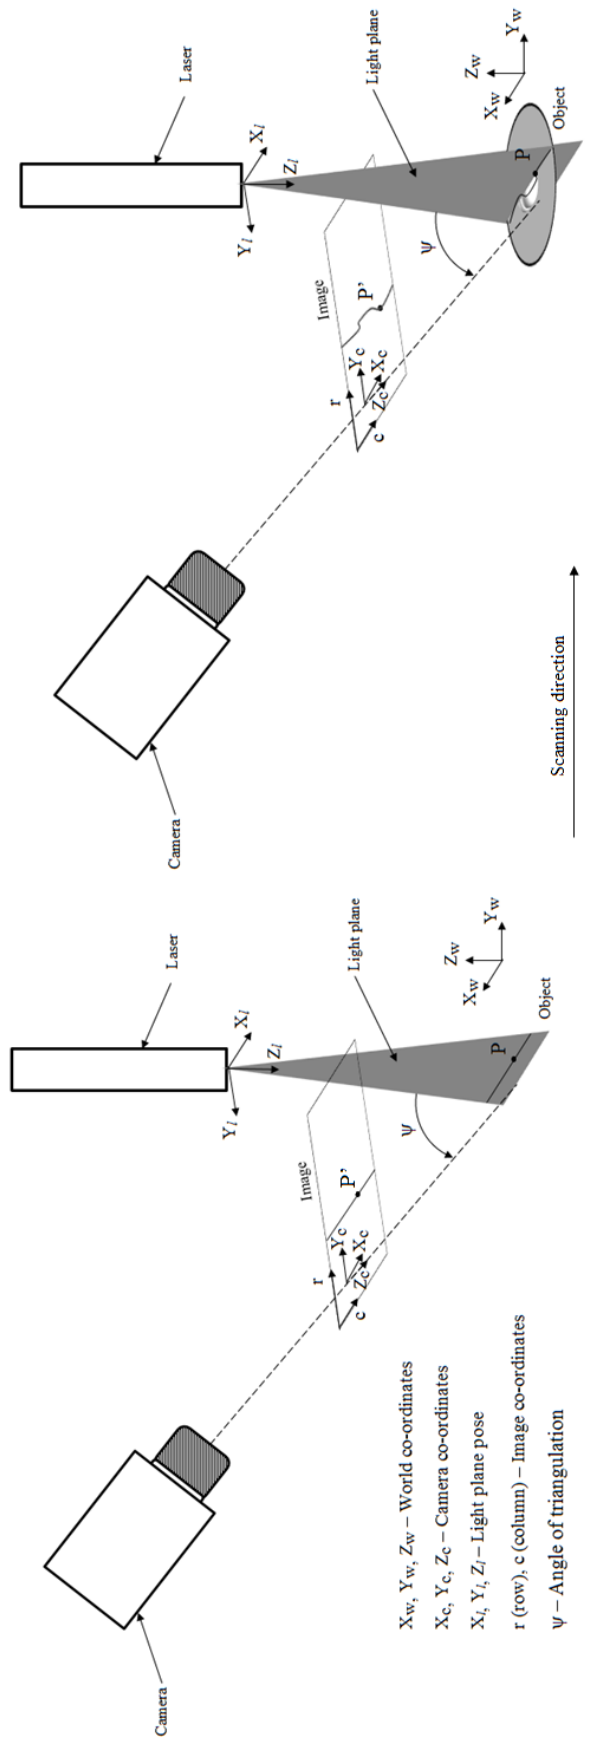 Camera
Laser
Yl
Xl
Zl
Light plane
Image
P'
r
Yc
Xc
Zc
c
ψ
P
Zw
Xw
Yw
Object
Xw, Yw, Zw – World co-ordinates
Xc, Yc, Zc – Camera co-ordinates
Xl, Yl, Zl – Light plane pose
r (row), c (column) – Image co-ordinates
ψ – Angle of triangulation
Camera
Laser
Yl
Xl
Zl
Light plane
Image
P'
r
Yc
Xc
Zc
c
ψ
P
Zw
Xw
Yw
Object
Scanning direction